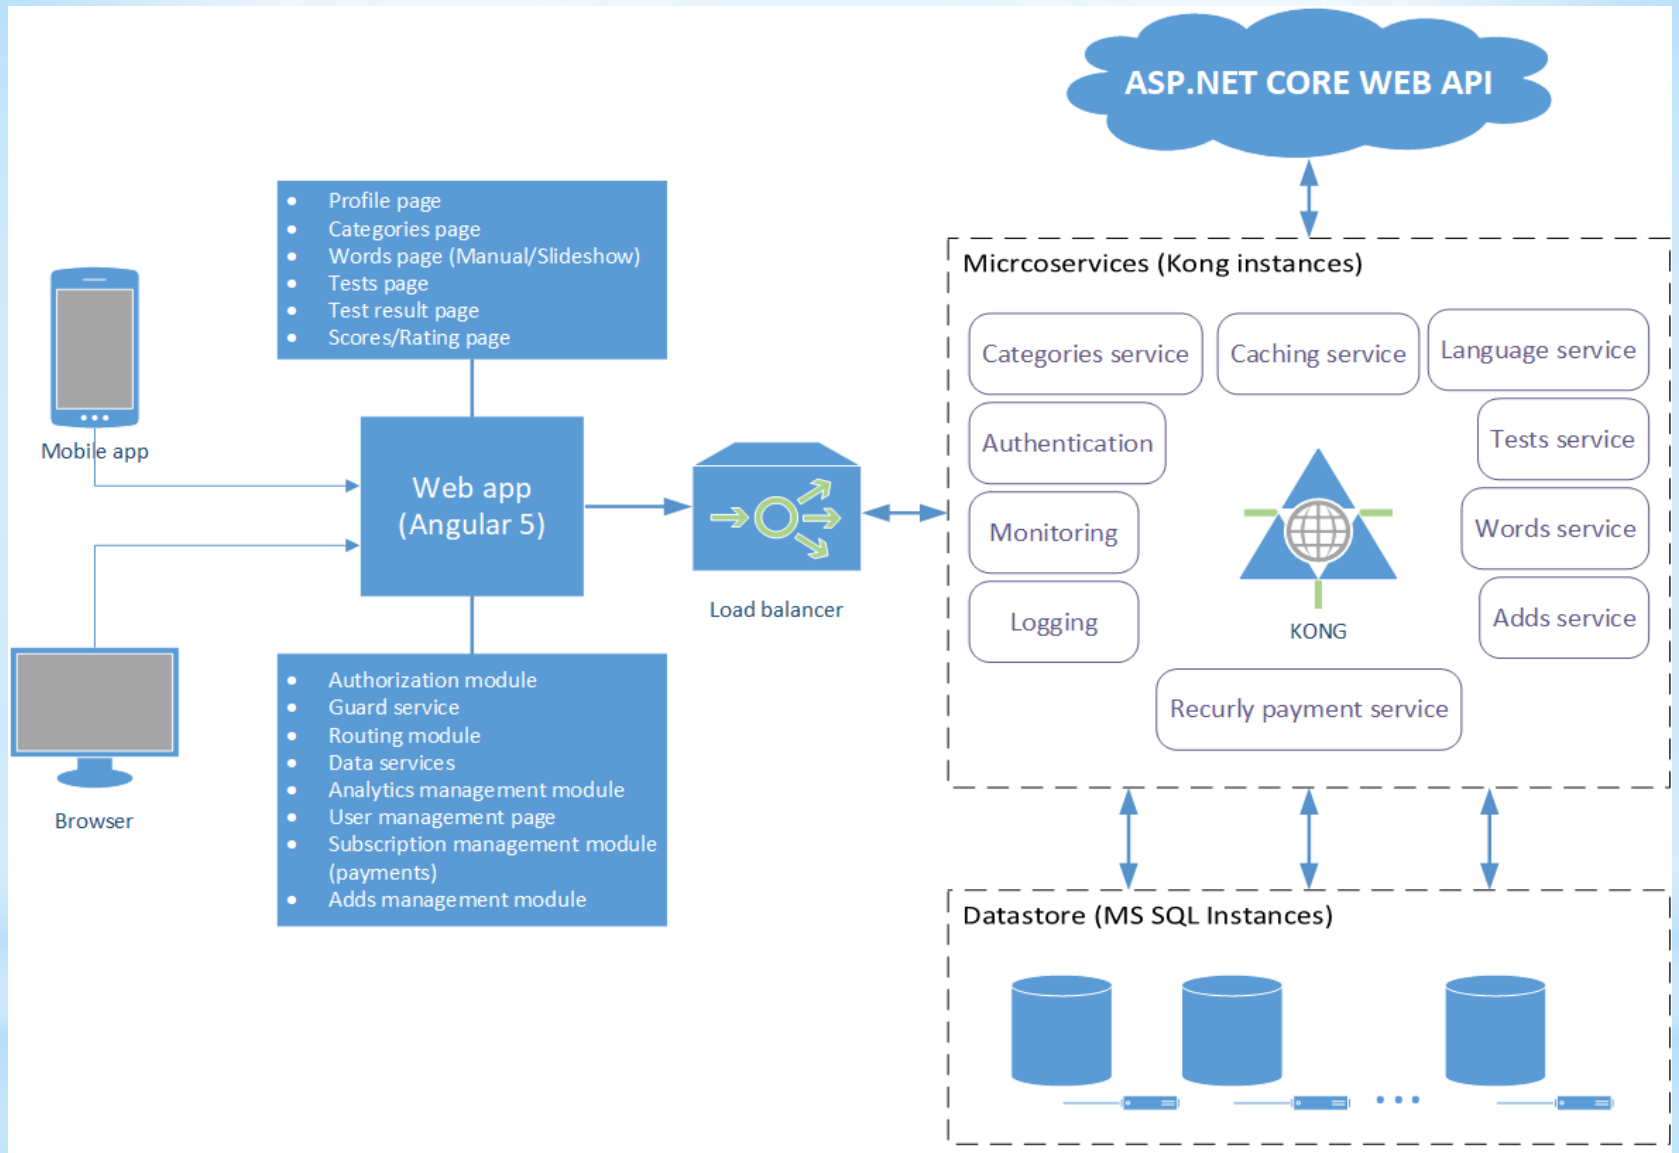 ASP.NET CORE WEB API
Profile page
Categories page
Words page (Manual/Slideshow)
Tests page
Test result page
Scores/Rating page
Mobile app
Web app
(Angular 5)
Browser
Authorization module
Guard service
Routing module
Data services
Analytics management module
User management page
Subscription management module
(payments)
Adds management module
Load balancer
Micrcoservices (Kong instances)
Categories service
Caching service
Language service
Authentication
Tests service
Monitoring
Words service
Logging
KONG
Adds service
Recurly payment service
Datastore (MS SQL Instances)